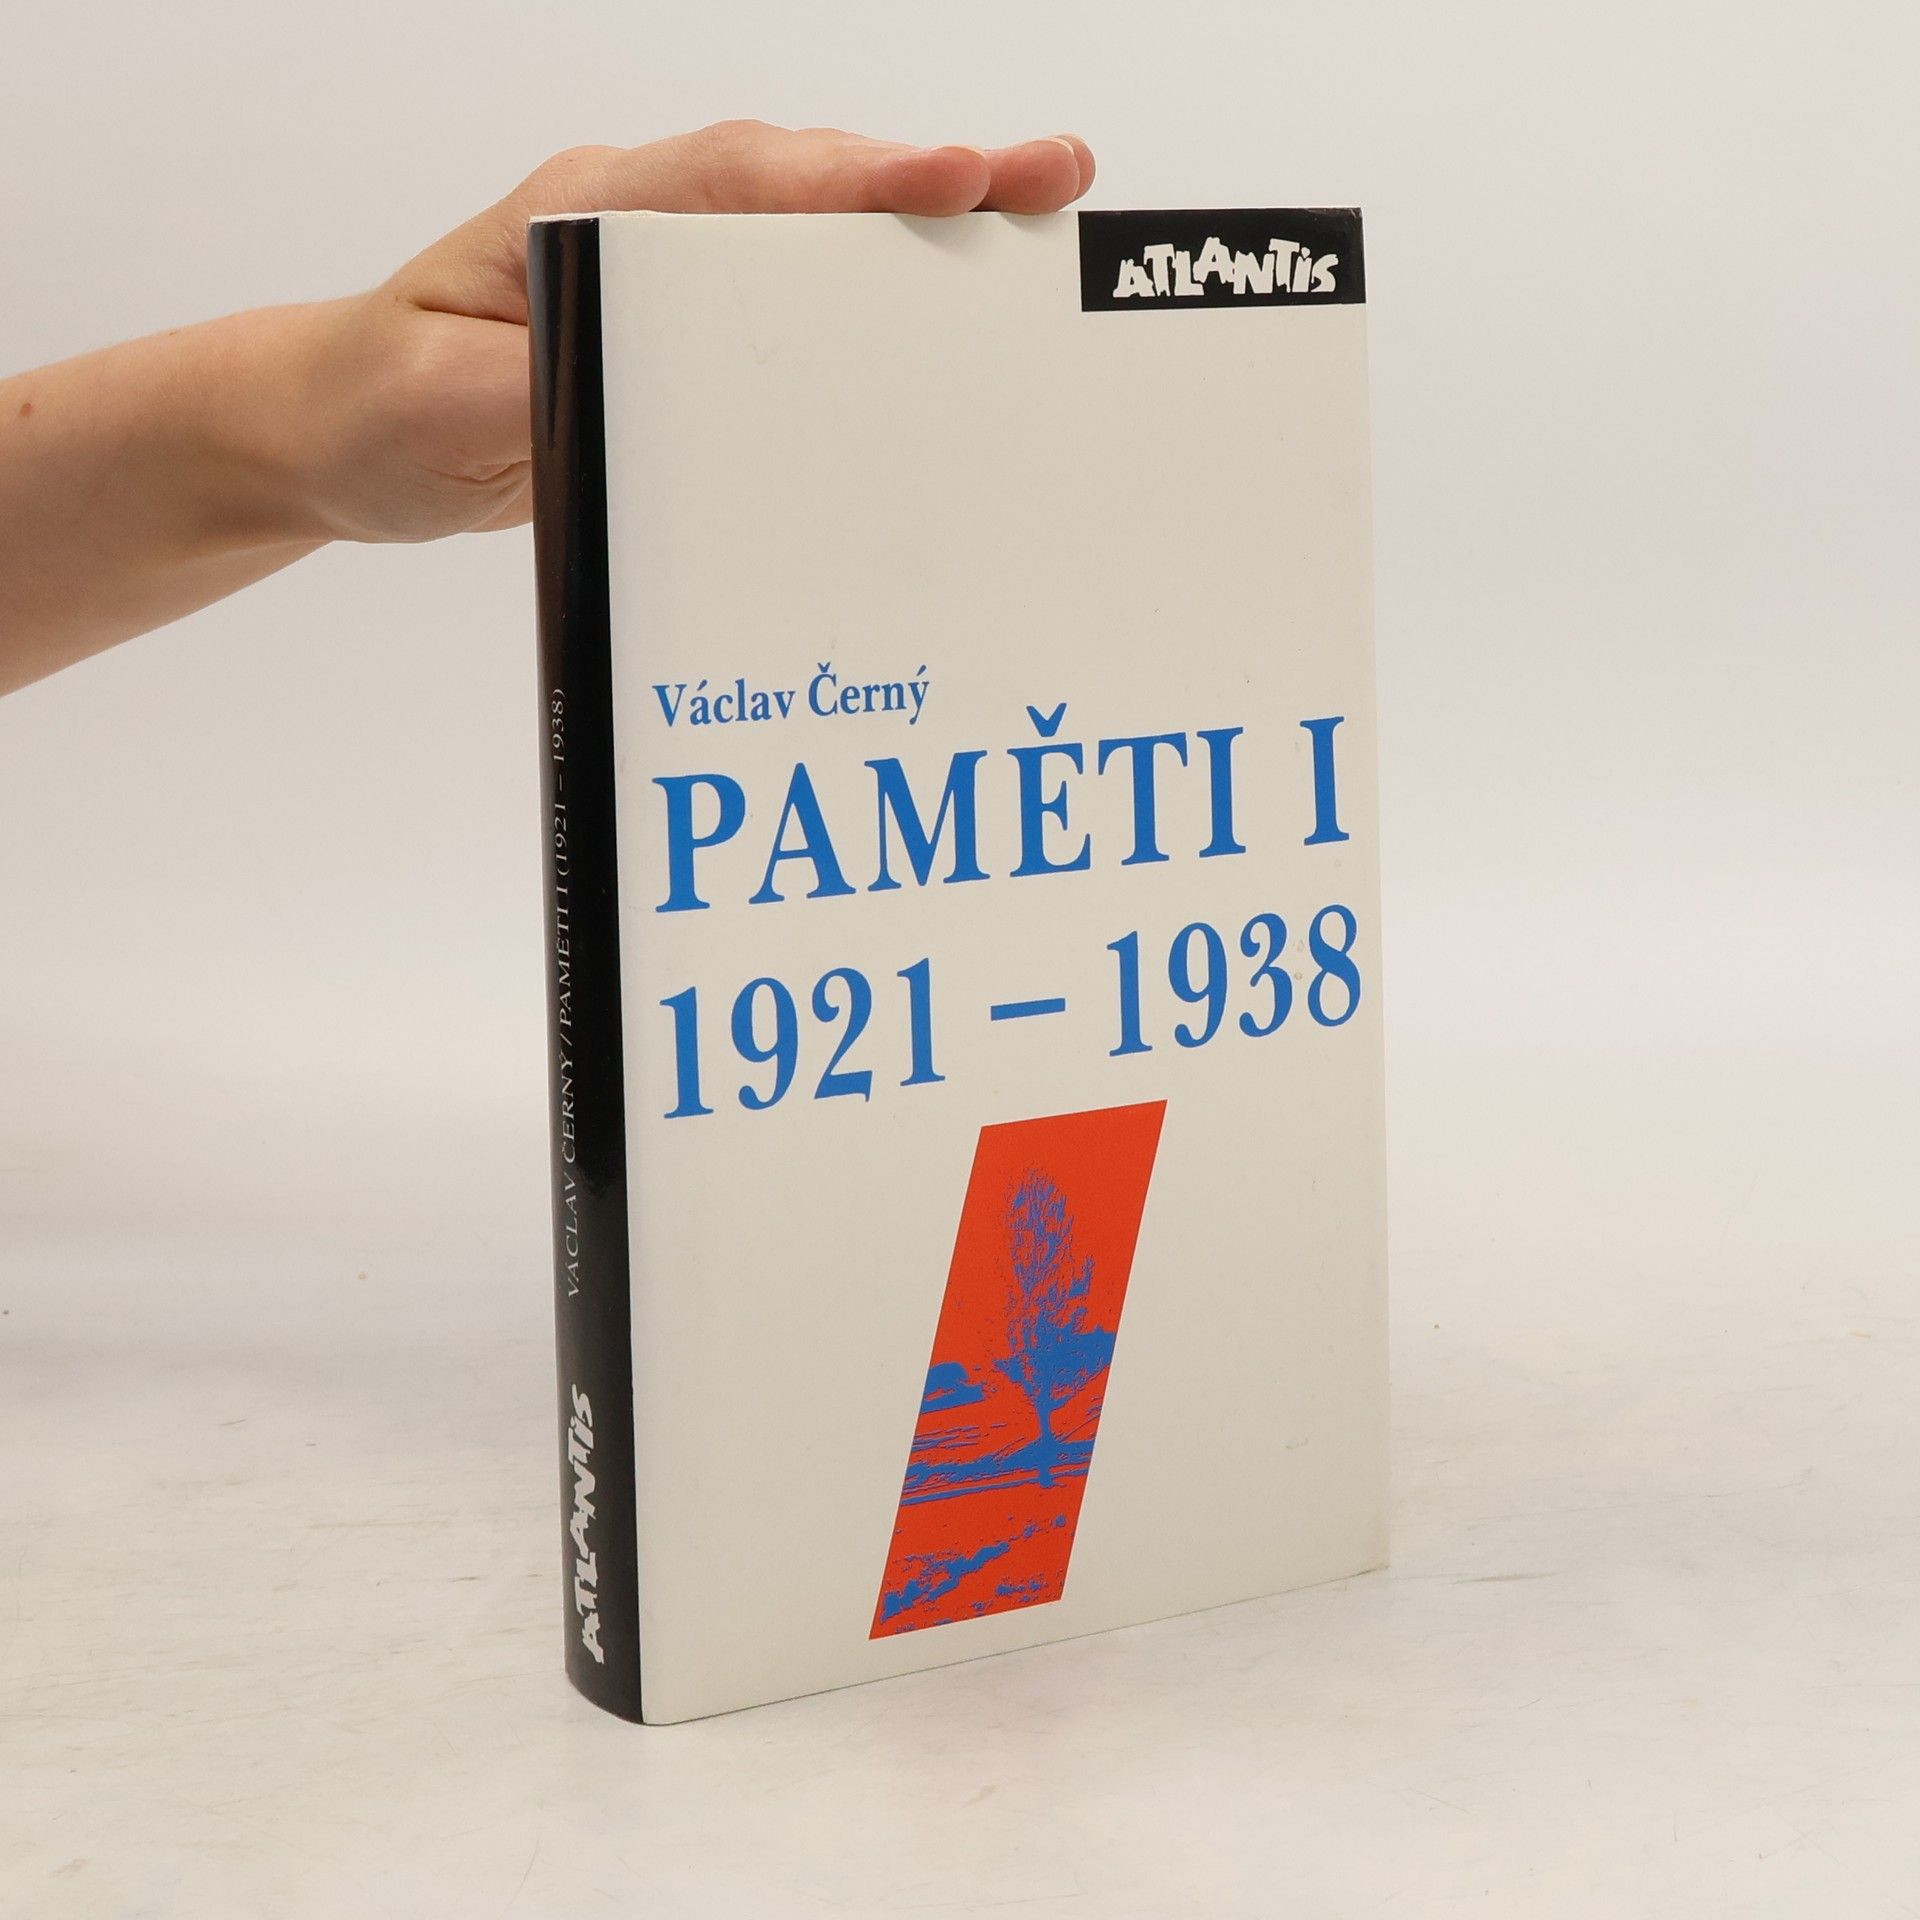 ATLANTIS
Václav Černý
PAMĚTI I
1921 – 1938
VÁCLAV ČERNÝ / PAMĚTI I (1921 – 1938)
ATLANTIS